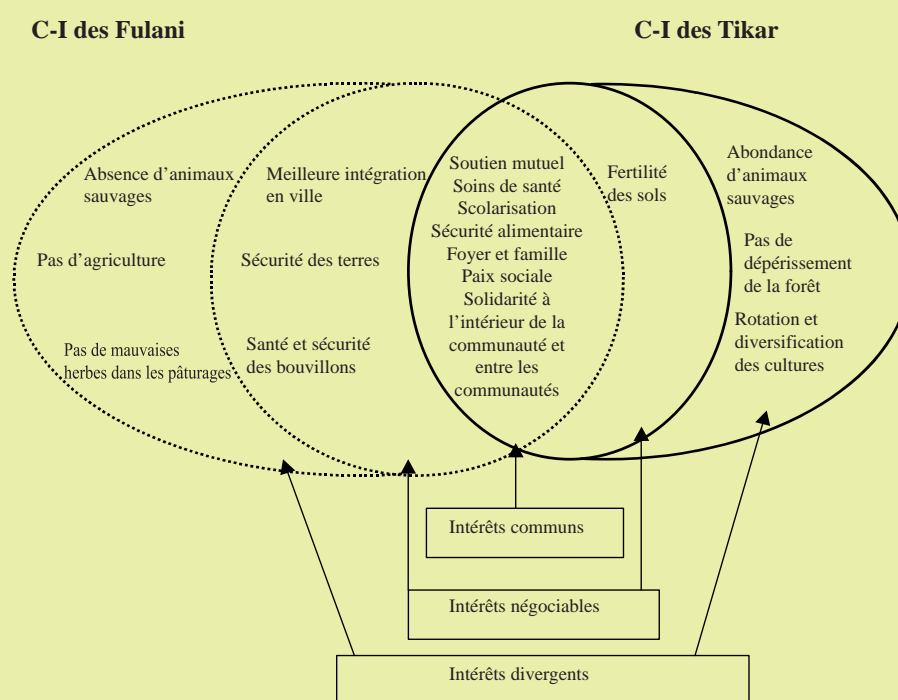 C-I des Fulani
C-I des Tikar
Absence d'animaux
sauvages
Pas d'agriculture
Pas de mauvaises
herbes dans les pâturages
Meilleure intégration
en ville
Sécurité des terres
Santé et sécurité
des bouvillons
Soutien mutuel
Soins de santé
Scolarisation
Sécurité alimentaire
Foyer et famille
Paix sociale
Solidarité à
l'intérieur de la
communauté et
entre les
communautés
Fertilité
des sols
Abondance
d'animaux
sauvages
Pas de
dépérissement
de la forêt
Rotation et
diversification
des cultures
Intérêts communs
Intérêts négociables
Intérêts divergents